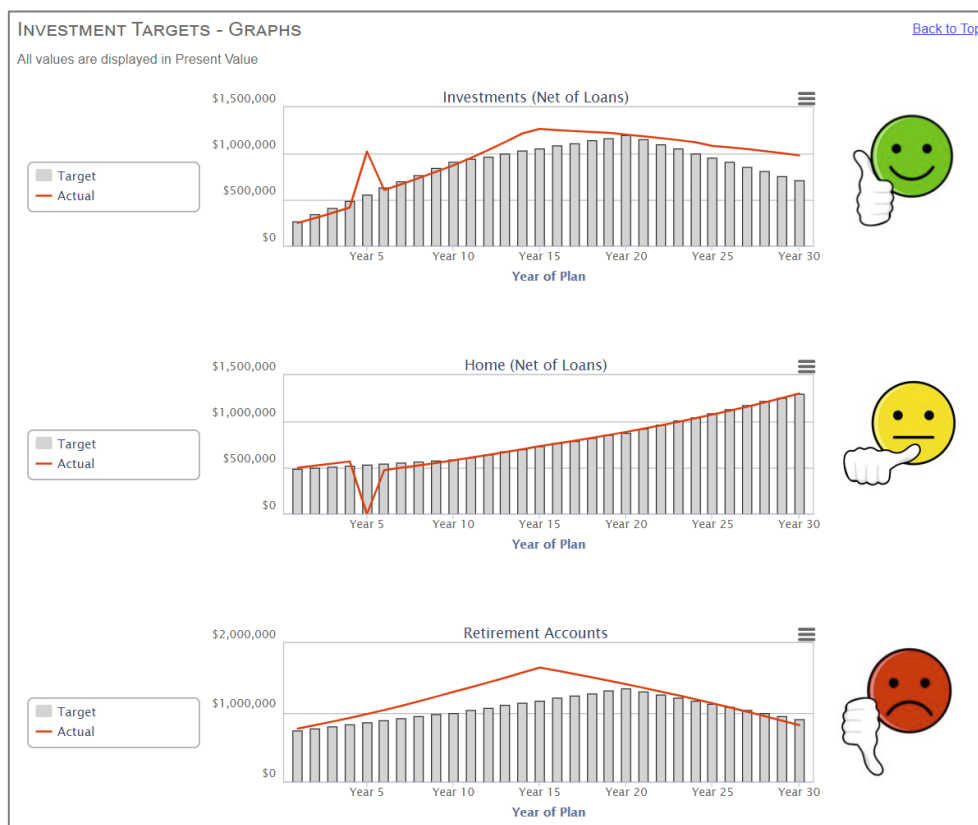 INVESTMENT TARGETS - GRAPHS
Back to Top
All values are displayed in Present Value
Investments (Net of Loans)
$1,500,000
$1,000,000
$500,000
$0
Target
Actual
Year 5 Year 10 Year 15 Year 20 Year 25 Year 30
Year of Plan
Home (Net of Loans)
$1,500,000
$1,000,000
$500,000
$0
Target
Actual
Year 5 Year 10 Year 15 Year 20 Year 25 Year 30
Year of Plan
Retirement Accounts
$2,000,000
$1,000,000
$0
Target
Actual
Year 5 Year 10 Year 15 Year 20 Year 25 Year 30
Year of Plan